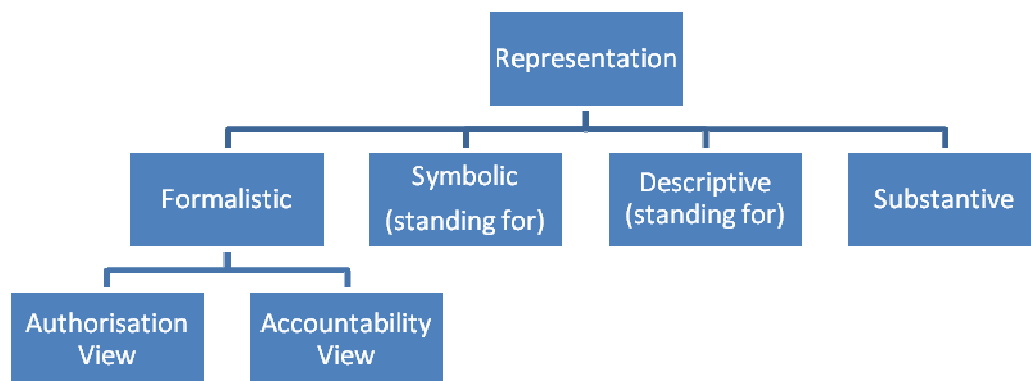 Representation
Formalistic
Symbolic
(standing for)
Descriptive
(standing for)
Substantive
Authorisation
View
Accountability
View